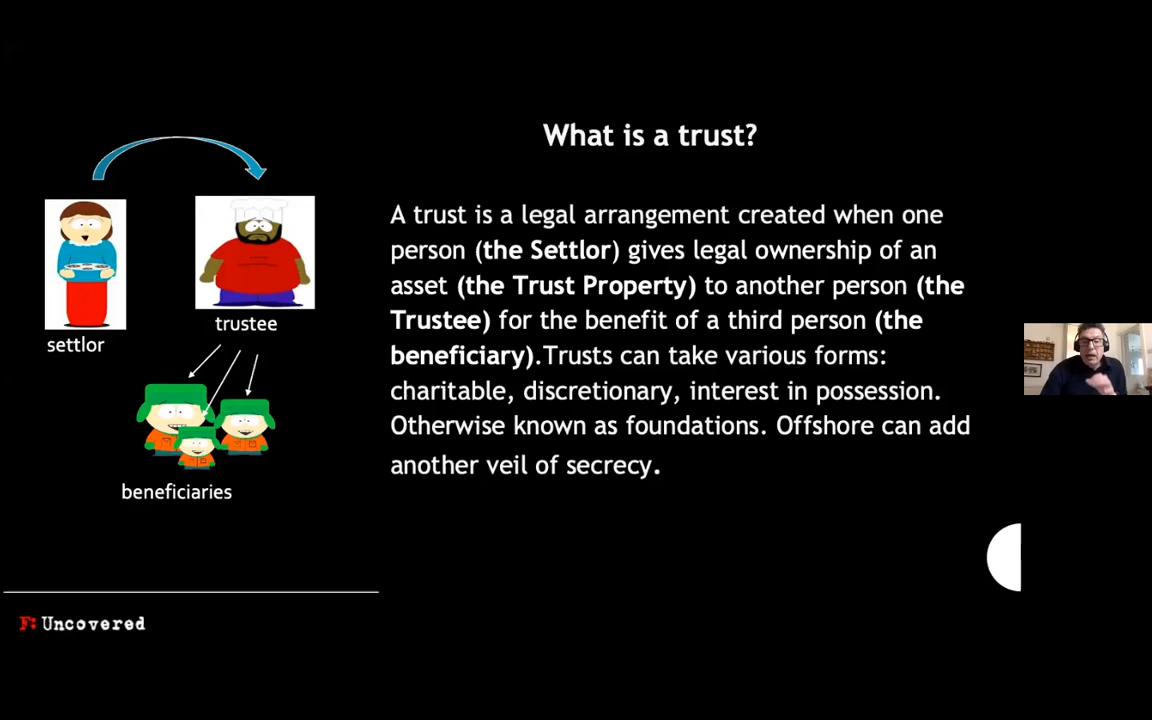 What is a trust?
A trust is a legal arrangement created when one
person (the Settlor) gives legal ownership of an
asset (the Trust Property) to another person (the
Trustee) for the benefit of a third person (the
beneficiary).Trusts can take various forms:
charitable, discretionary, interest in possession.
Otherwise known as foundations. Offshore can add
another veil of secrecy.
settlor
trustee
beneficiaries
F: Uncovered